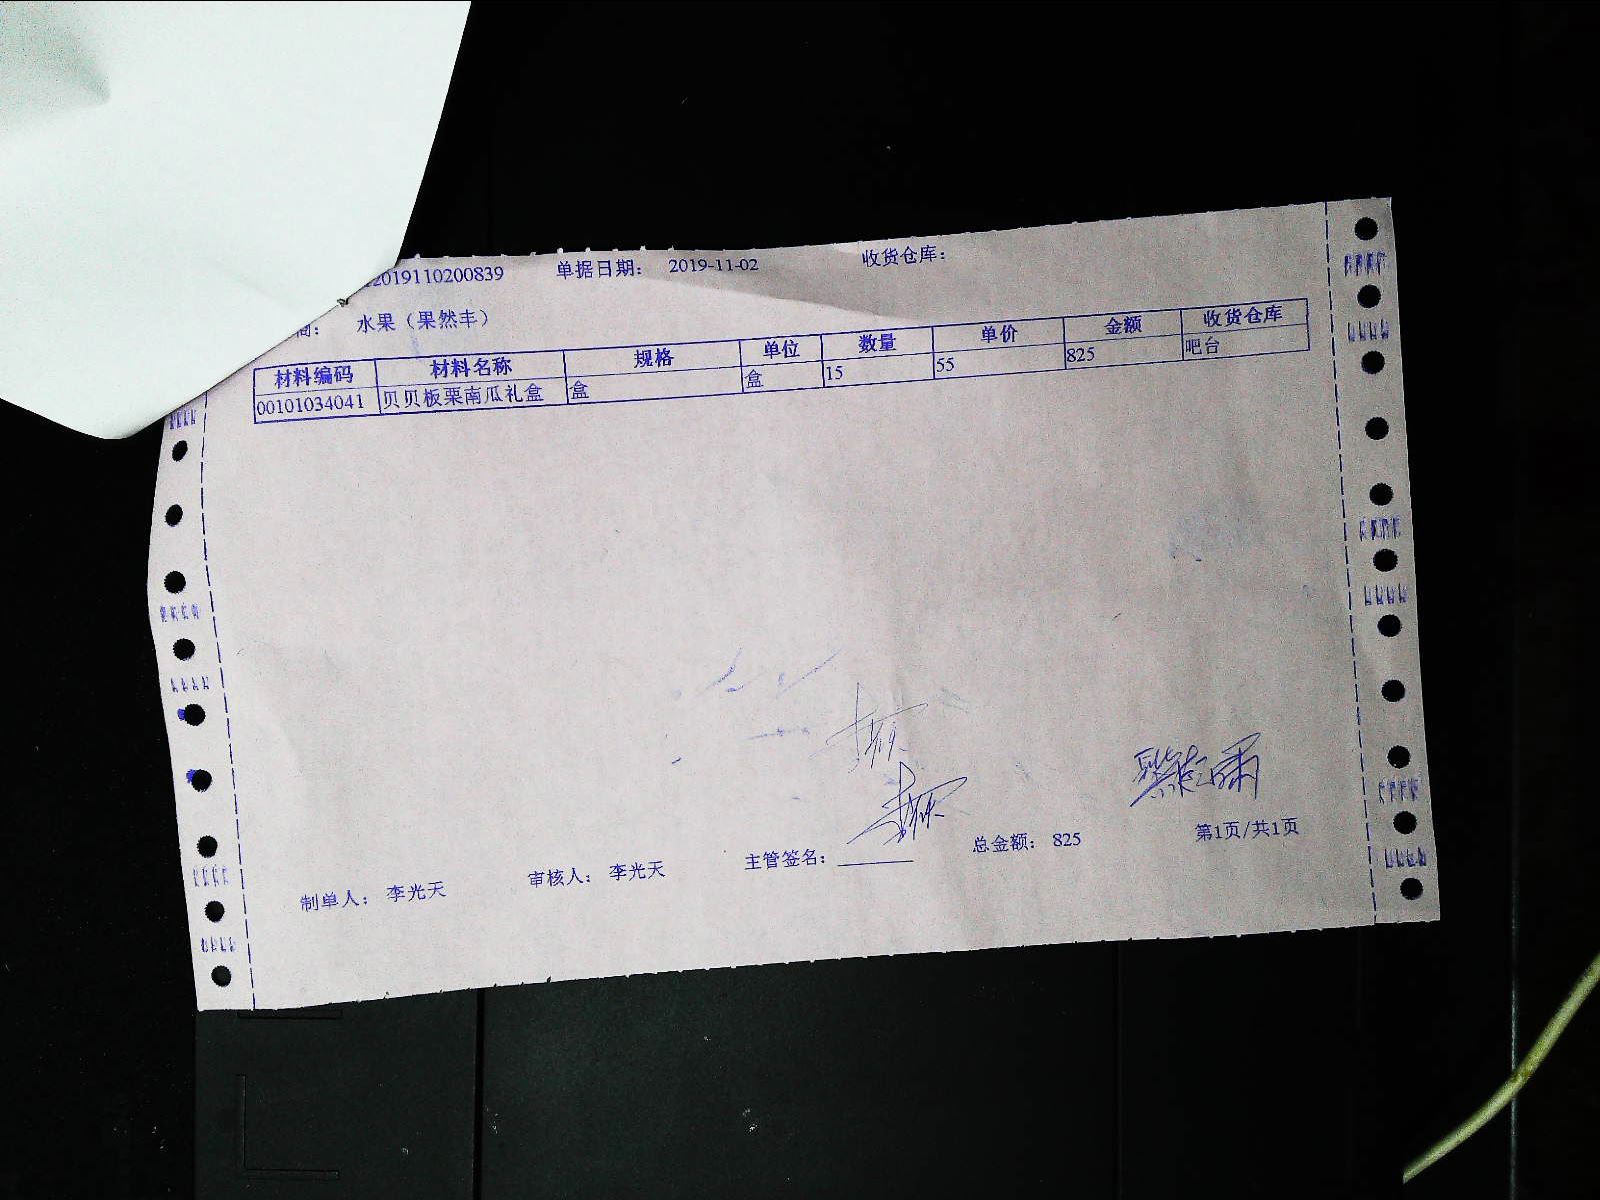 2019110200839 单据日期: 2019-11-02 收货仓库:
商: 水果（果然丰）
材料编码 材料名称 规格 单位 数量 单价 金额 收货仓库
00101034041 贝贝板栗南瓜礼盒 盒 盒 15 55 825 吧台
制单人: 李光天 审核人: 李光天 主管签名: 总金额: 825 第1页/共1页